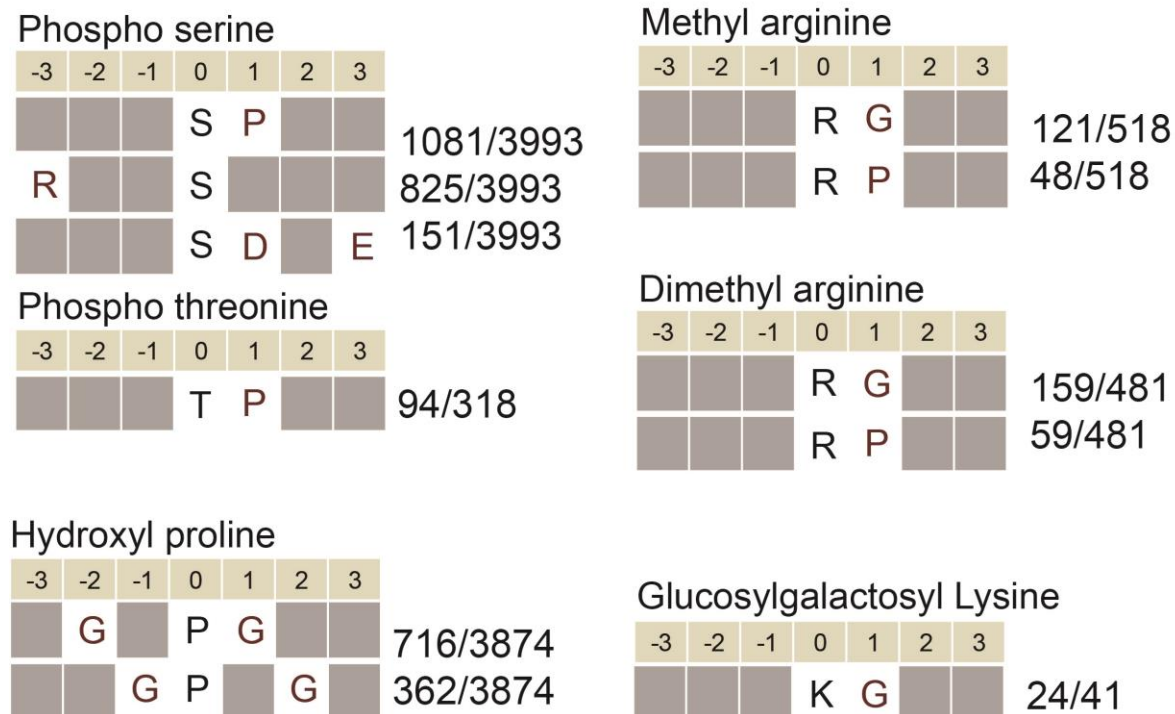 Phospho serine
-3 -2 -1 0 1 2 3
S P 1081/3993
R S 825/3993
S D E 151/3993
Phospho threonine
-3 -2 -1 0 1 2 3
T P 94/318
Hydroxyl proline
-3 -2 -1 0 1 2 3
G P G 716/3874
G P G 362/3874
Methyl arginine
-3 -2 -1 0 1 2 3
R G 121/518
R P 48/518
Dimethyl arginine
-3 -2 -1 0 1 2 3
R G 159/481
R P 59/481
Glucosylgalactosyl Lysine
-3 -2 -1 0 1 2 3
K G 24/41